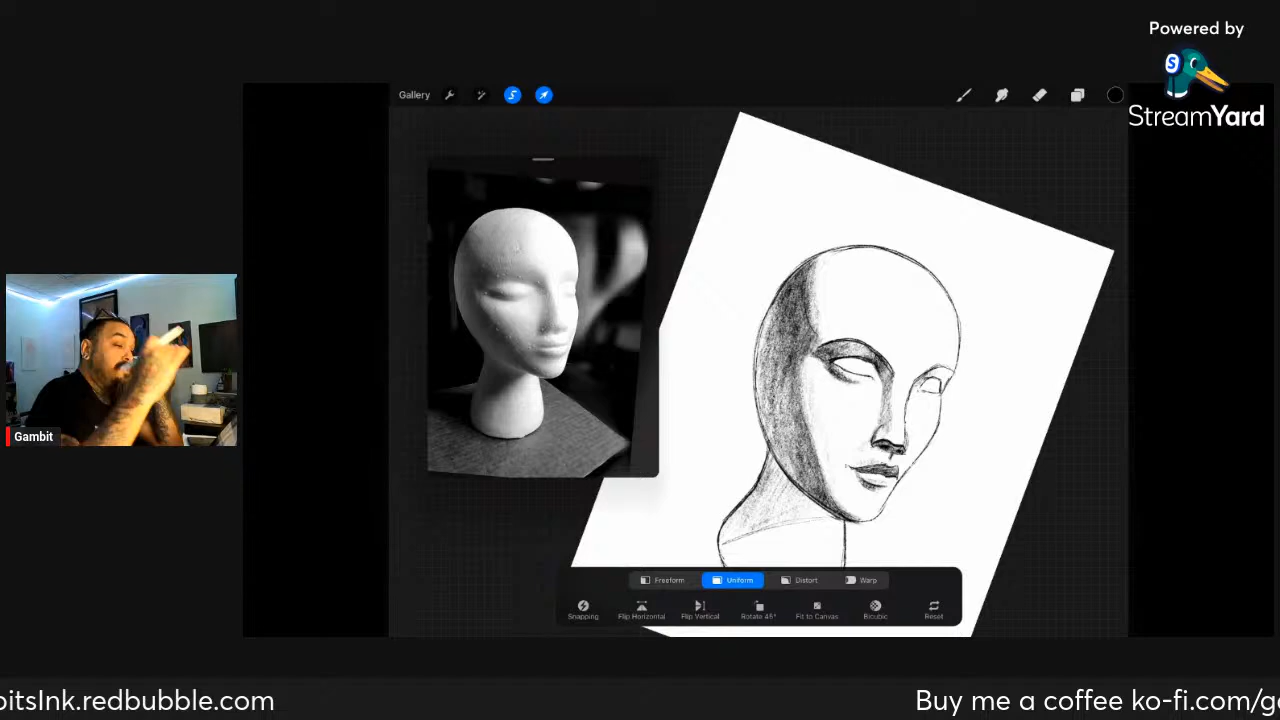 Powered by
StreamYard
Gallery
Gambit
Freeform
Uniform
Distort
Warp
Snapping
Flip Horizontal
Flip Vertical
Rotate 45°
Fit to Canvas
Bicubic
Reset
bitsInk.redbubble.com
Buy me a coffee ko-fi.com/g